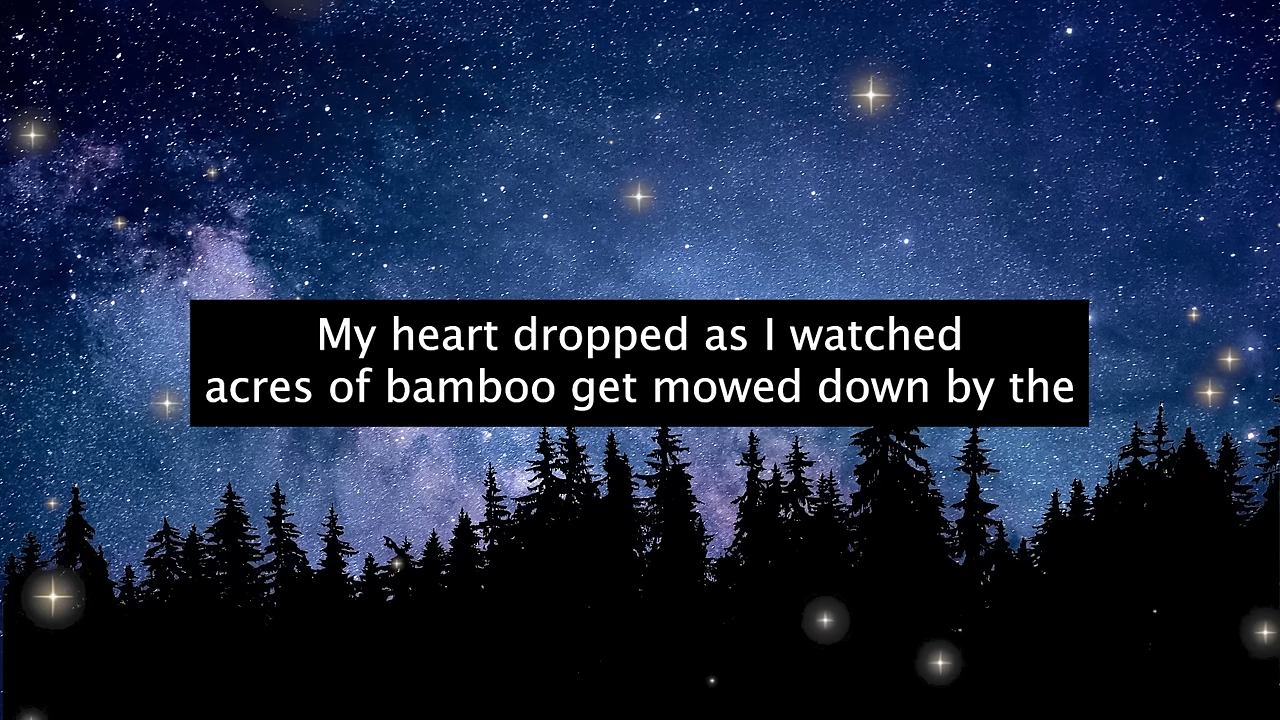 My heart dropped as I watched
acres of bamboo get mowed down by the